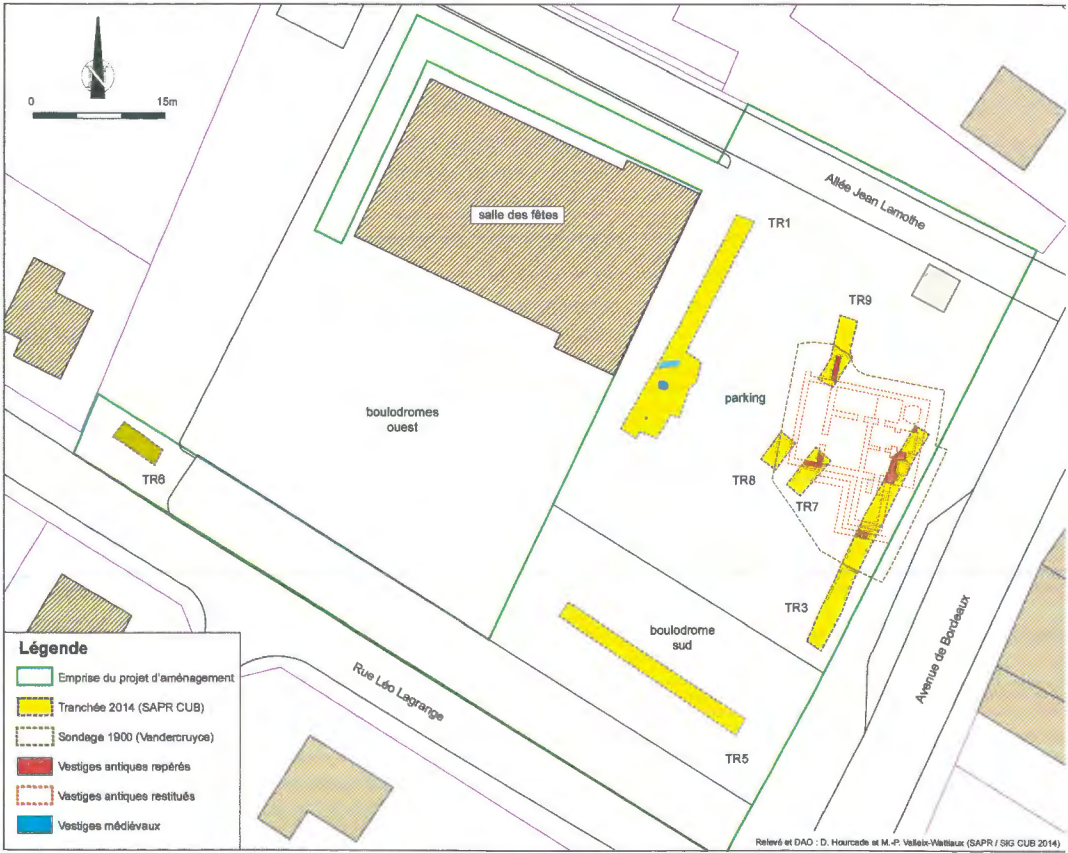 N
0 15m
Allée Jean Lamothe
salle des fêtes
TR1
TR9
parking
boulodromes
ouest
TR6
TR8
TR7
TR3
boulodrome
sud
Avenue de Bordeaux
Rue Léo Lagrange
TR5
Légende
Emprise du projet d'aménagement
Tranchée 2014 (SAPR CUB)
Sondage 1900 (Vandercruyce)
Vestiges antiques repérés
Vestiges antiques restitués
Vestiges médiévaux
Relevé et DAO : D. Hourcade et M.-P. Valleix-Wattiaux (SAPR / SIG CUB 2014)